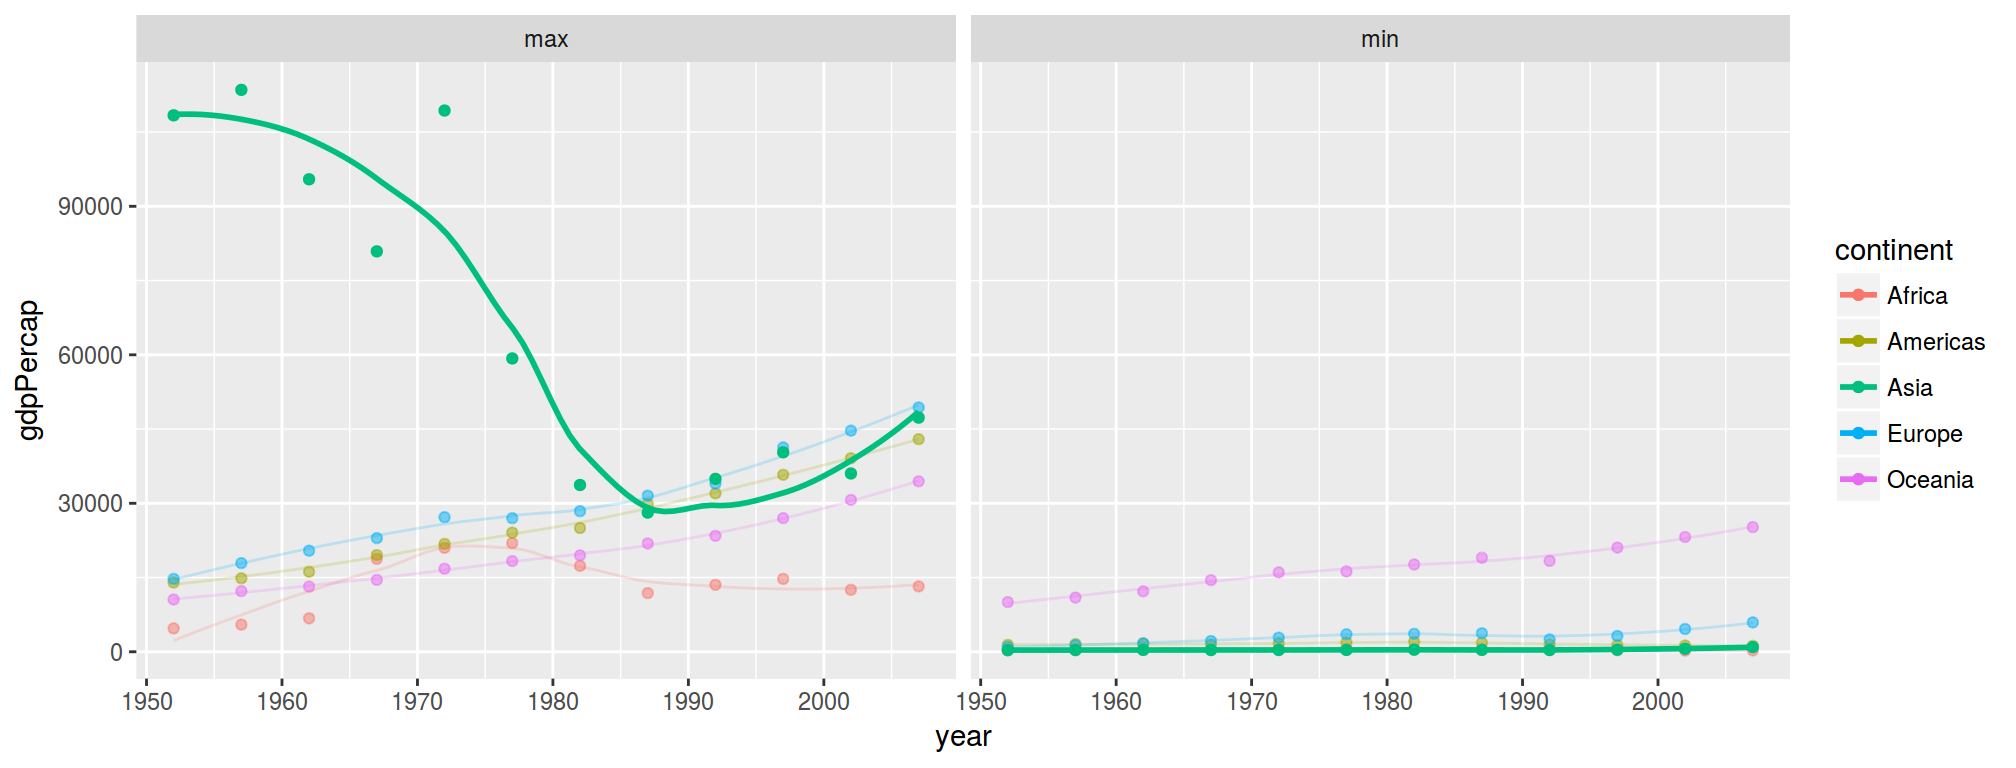 max
min
gdpPercap
90000
60000
30000
0
1950 1960 1970 1980 1990 2000
1950 1960 1970 1980 1990 2000
year
continent
Africa
Americas
Asia
Europe
Oceania